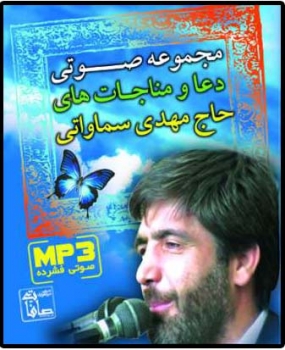 مجموعه صوتی
دعا و مناجات های
حاج مهدی سماواتی
MP3
صوتی فشرده